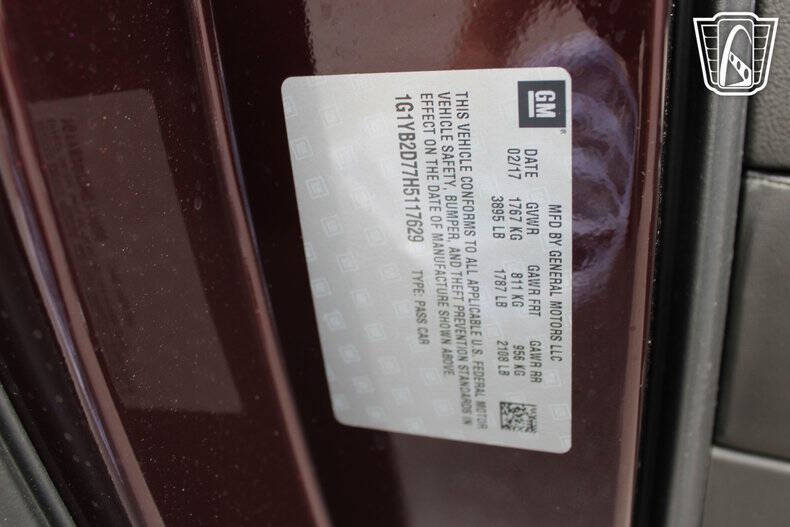 GM
MFD BY GENERAL MOTORS LLC
DATE GVWR GAWR FRT GAWR RR
02/17 1767 KG 811 KG 956 KG
3895 LB 1787 LB 2108 LB
THIS VEHICLE CONFORMS TO ALL APPLICABLE U.S. FEDERAL MOTOR
VEHICLE SAFETY, BUMPER, AND THEFT PREVENTION STANDARDS IN
EFFECT ON THE DATE OF MANUFACTURE SHOWN ABOVE.
1G1YB2D77H5117629 TYPE: PASS CAR